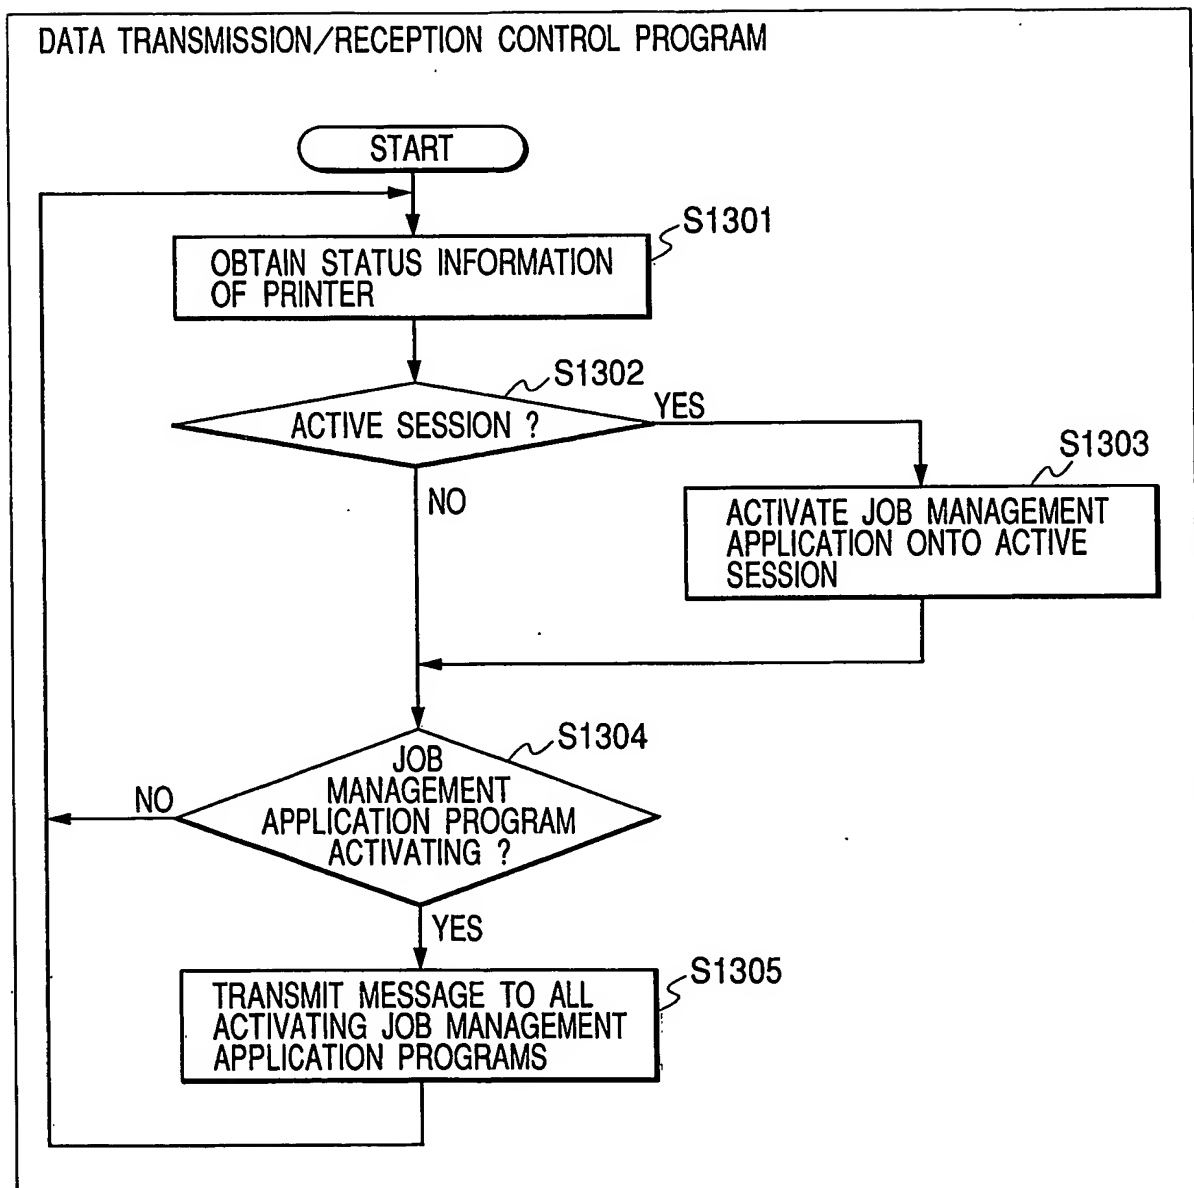 DATA TRANSMISSION/RECEPTION CONTROL PROGRAM
START
S1301
OBTAIN STATUS INFORMATION
OF PRINTER
S1302
ACTIVE SESSION ?
YES
NO
S1303
ACTIVATE JOB MANAGEMENT
APPLICATION ONTO ACTIVE
SESSION
S1304
JOB
MANAGEMENT
APPLICATION PROGRAM
ACTIVATING ?
NO
YES
S1305
TRANSMIT MESSAGE TO ALL
ACTIVATING JOB MANAGEMENT
APPLICATION PROGRAMS